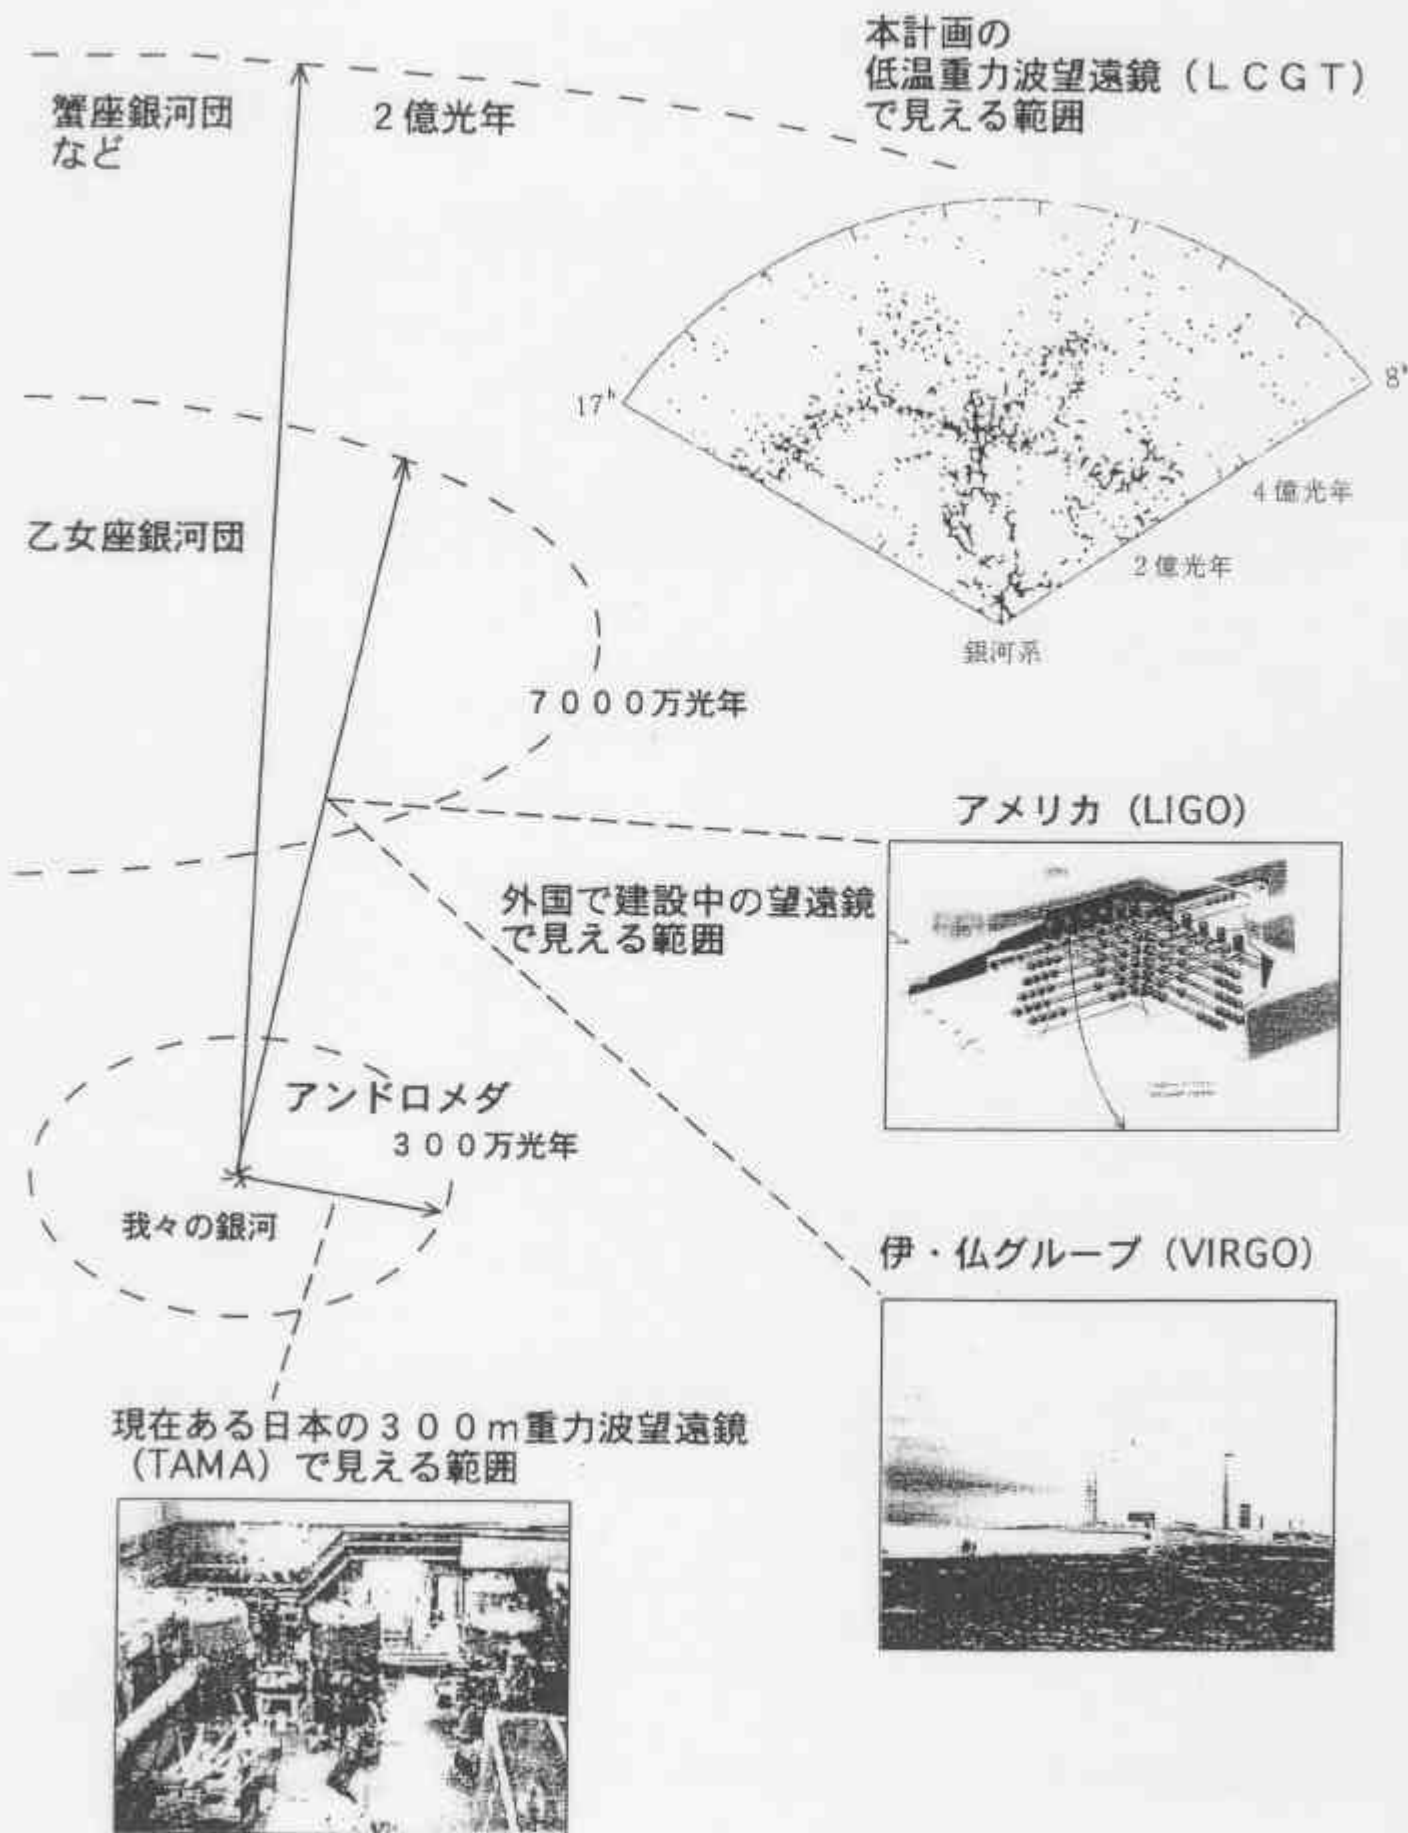 本計画の
低温重力波望遠鏡（ＬＣＧＴ）
で見える範囲
蟹座銀河団
など
２億光年
17h
8h
4億光年
2億光年
銀河系
乙女座銀河団
７０００万光年
アメリカ（LIGO）
外国で建設中の望遠鏡
で見える範囲
アンドロメダ
３００万光年
我々の銀河
伊・仏グループ（VIRGO）
現在ある日本の３００ｍ重力波望遠鏡
（TAMA）で見える範囲